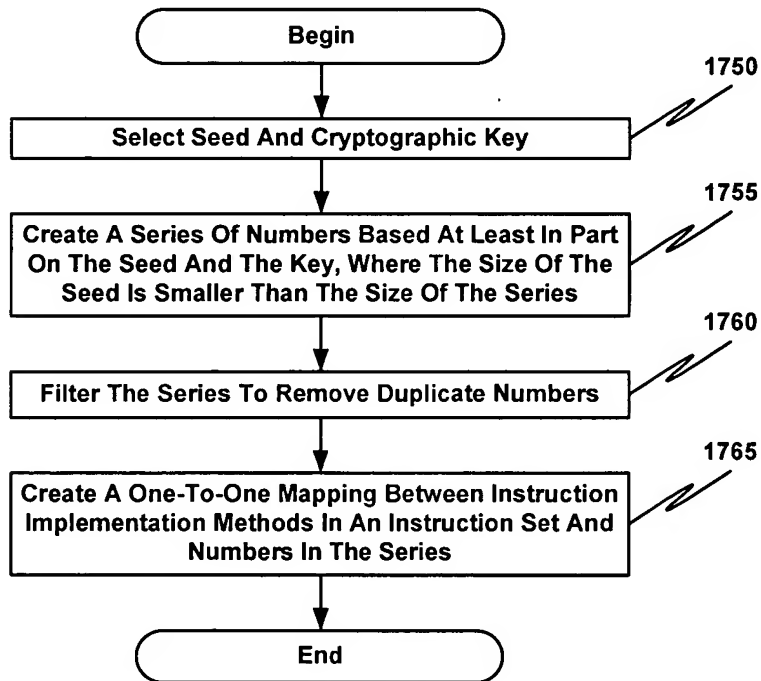 Begin
1750
Select Seed And Cryptographic Key
1755
Create A Series Of Numbers Based At Least In Part
On The Seed And The Key, Where The Size Of The
Seed Is Smaller Than The Size Of The Series
1760
Filter The Series To Remove Duplicate Numbers
1765
Create A One-To-One Mapping Between Instruction
Implementation Methods In An Instruction Set And
Numbers In The Series
End